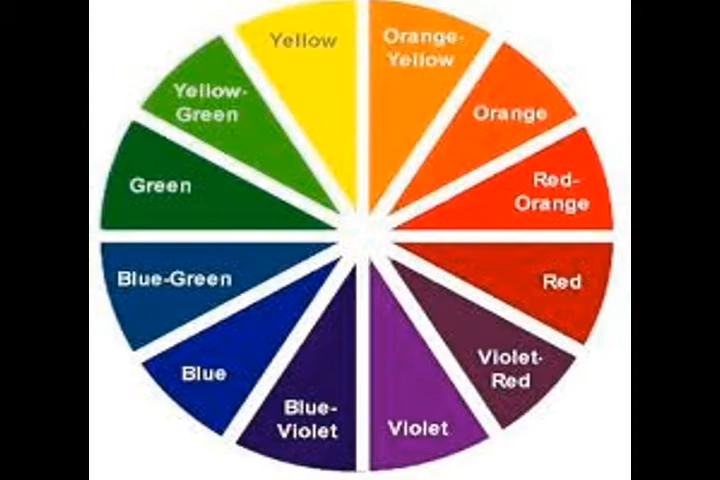 Yellow
Orange-
Yellow
Orange
Red-
Orange
Red
Violet-
Red
Violet
Blue-
Violet
Blue
Blue-Green
Green
Yellow-
Green